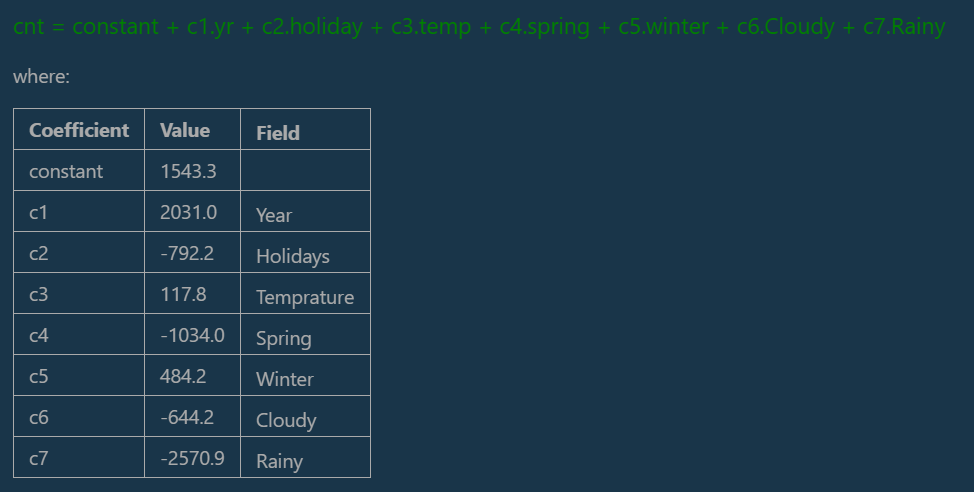 cnt = constant + c1.yr + c2.holiday + c3.temp + c4.spring + c5.winter + c6.Cloudy + c7.Rainy
where:
Coefficient Value Field
constant 1543.3
c1 2031.0 Year
c2 -792.2 Holidays
c3 117.8 Temprature
c4 -1034.0 Spring
c5 484.2 Winter
c6 -644.2 Cloudy
c7 -2570.9 Rainy